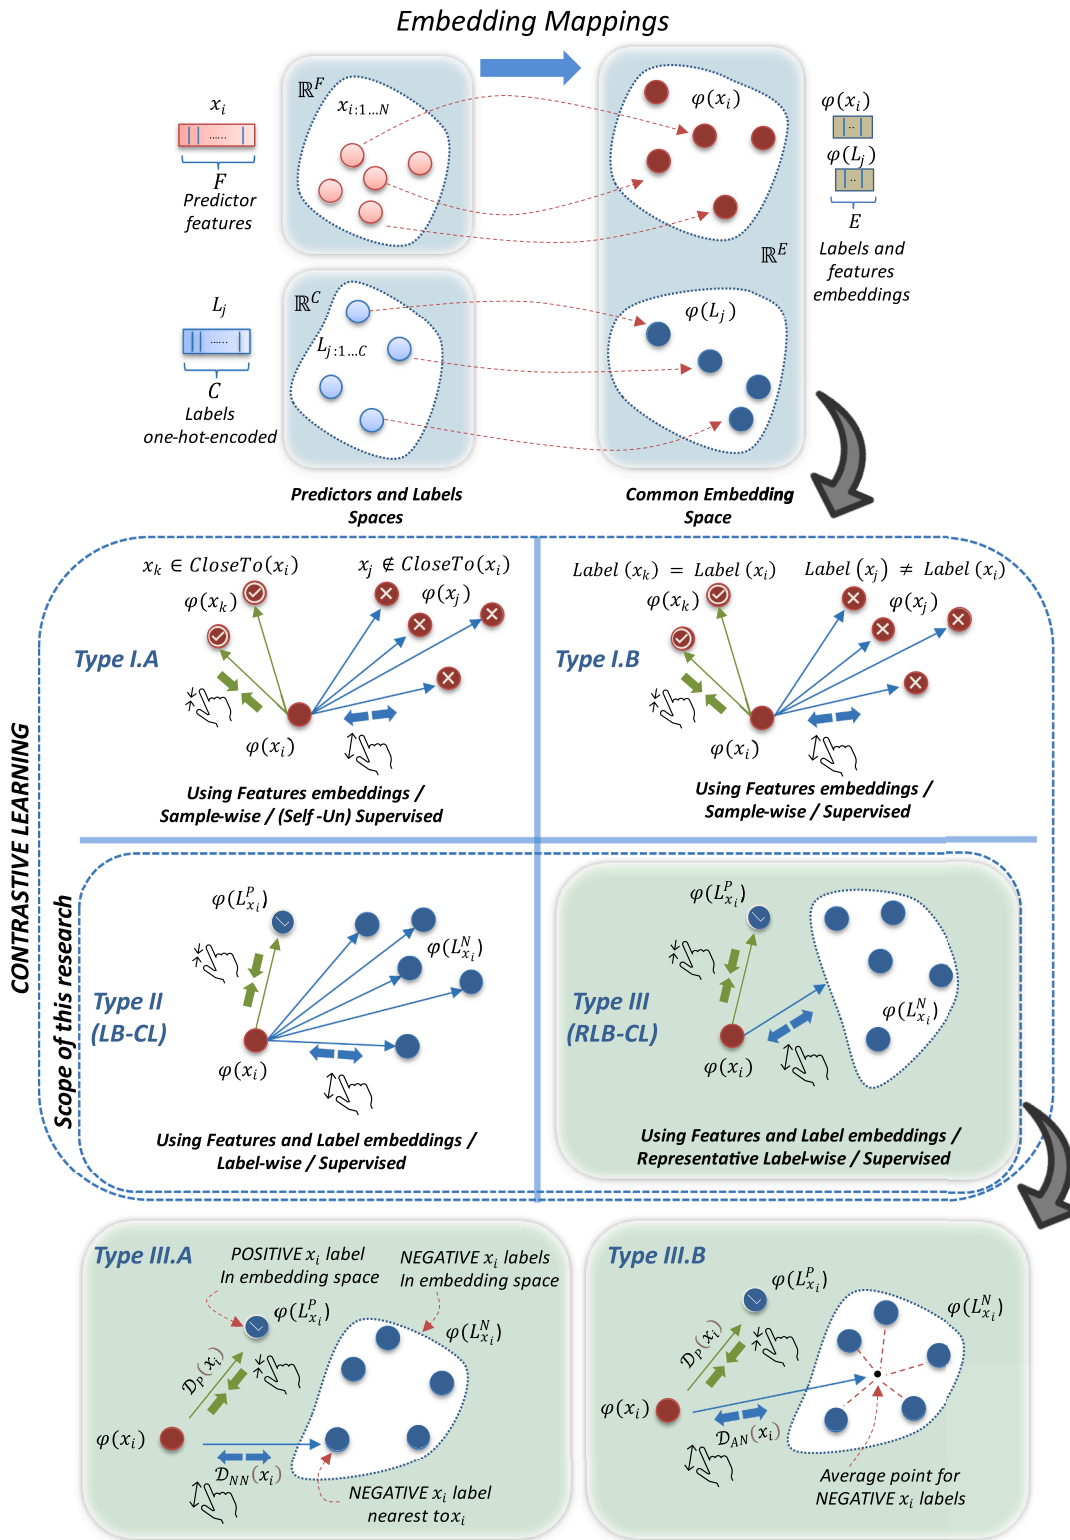 Embedding Mappings
ℝ^F
x_{i:1...N}
φ(x_i)
x_i
......
F
Predictor
features
φ(x_i)
..
φ(L_j)
..
E
Labels and
features
embeddings
ℝ^E
ℝ^C
L_{j:1...C}
φ(L_j)
L_j
......
C
Labels
one-hot-encoded
Predictors and Labels
Spaces
Common Embedding
Space
CONTRASTIVE LEARNING
Scope of this research
x_k ∈ CloseTo(x_i)
x_j ∉ CloseTo(x_i)
φ(x_k)
φ(x_j)
Type I.A
φ(x_i)
Using Features embeddings /
Sample-wise / (Self -Un) Supervised
Label (x_k) = Label (x_i)
Label (x_j) ≠ Label (x_i)
φ(x_k)
φ(x_j)
Type I.B
φ(x_i)
Using Features embeddings /
Sample-wise / Supervised
φ(L^P_{x_i})
φ(L^N_{x_i})
Type II
(LB-CL)
φ(x_i)
Using Features and Label embeddings /
Label-wise / Supervised
φ(L^P_{x_i})
φ(L^N_{x_i})
Type III
(RLB-CL)
φ(x_i)
Using Features and Label embeddings /
Representative Label-wise / Supervised
Type III.A
POSITIVE x_i label
In embedding space
NEGATIVE x_i labels
In embedding space
φ(L^P_{x_i})
φ(L^N_{x_i})
𝒟_P(x_i)
φ(x_i)
𝒟_{NN}(x_i)
NEGATIVE x_i label
nearest to x_i
Type III.B
φ(L^P_{x_i})
φ(L^N_{x_i})
𝒟_P(x_i)
φ(x_i)
𝒟_{AN}(x_i)
Average point for
NEGATIVE x_i labels